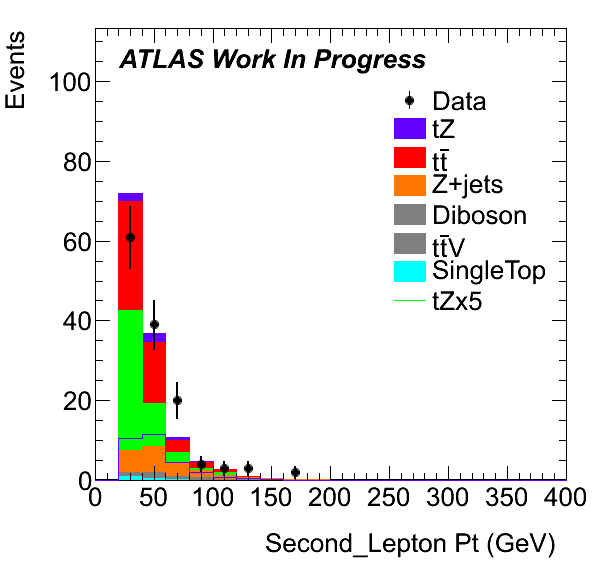 Events
ATLAS Work In Progress
Data
tZ
tt̄
Z+jets
Diboson
tt̄V
SingleTop
tZx5
100
80
60
40
20
0
0 50 100 150 200 250 300 350 400
Second_Lepton Pt (GeV)